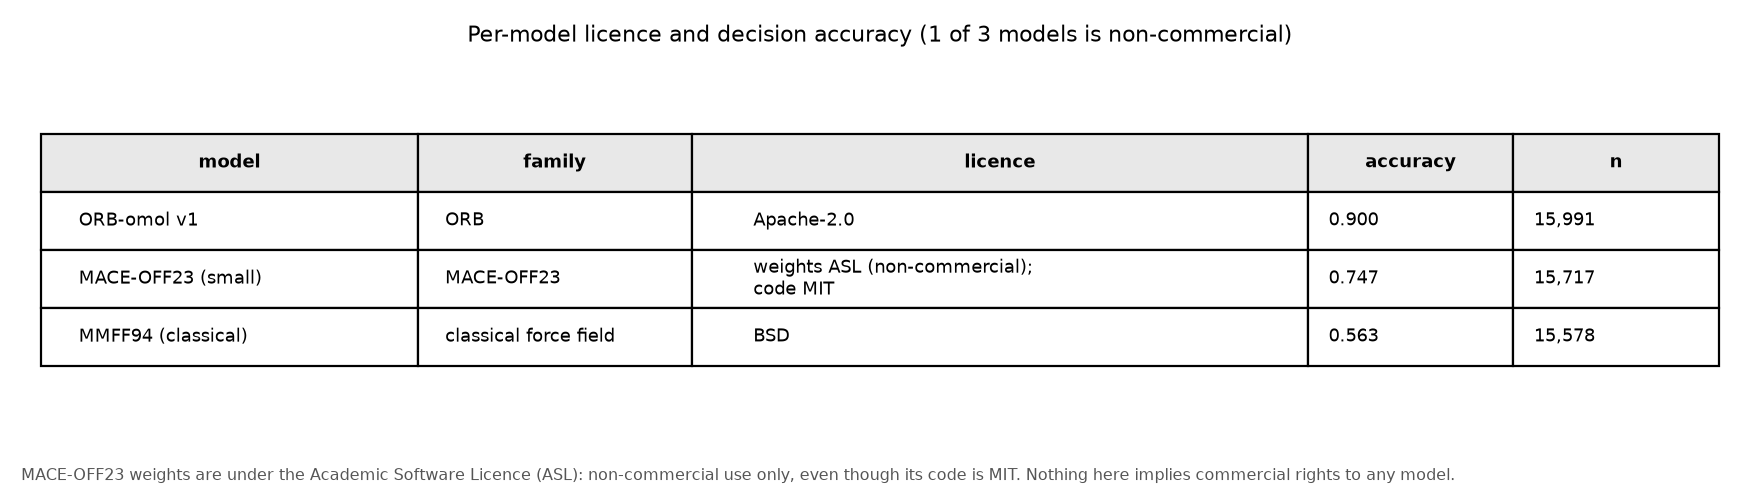 Per-model licence and decision accuracy (1 of 3 models is non-commercial)
model family licence accuracy n
ORB-omol v1 ORB Apache-2.0 0.900 15,991
MACE-OFF23 (small) MACE-OFF23 weights ASL (non-commercial); 0.747 15,717
code MIT
MMFF94 (classical) classical force field BSD 0.563 15,578
MACE-OFF23 weights are under the Academic Software Licence (ASL): non-commercial use only, even though its code is MIT. Nothing here implies commercial rights to any model.